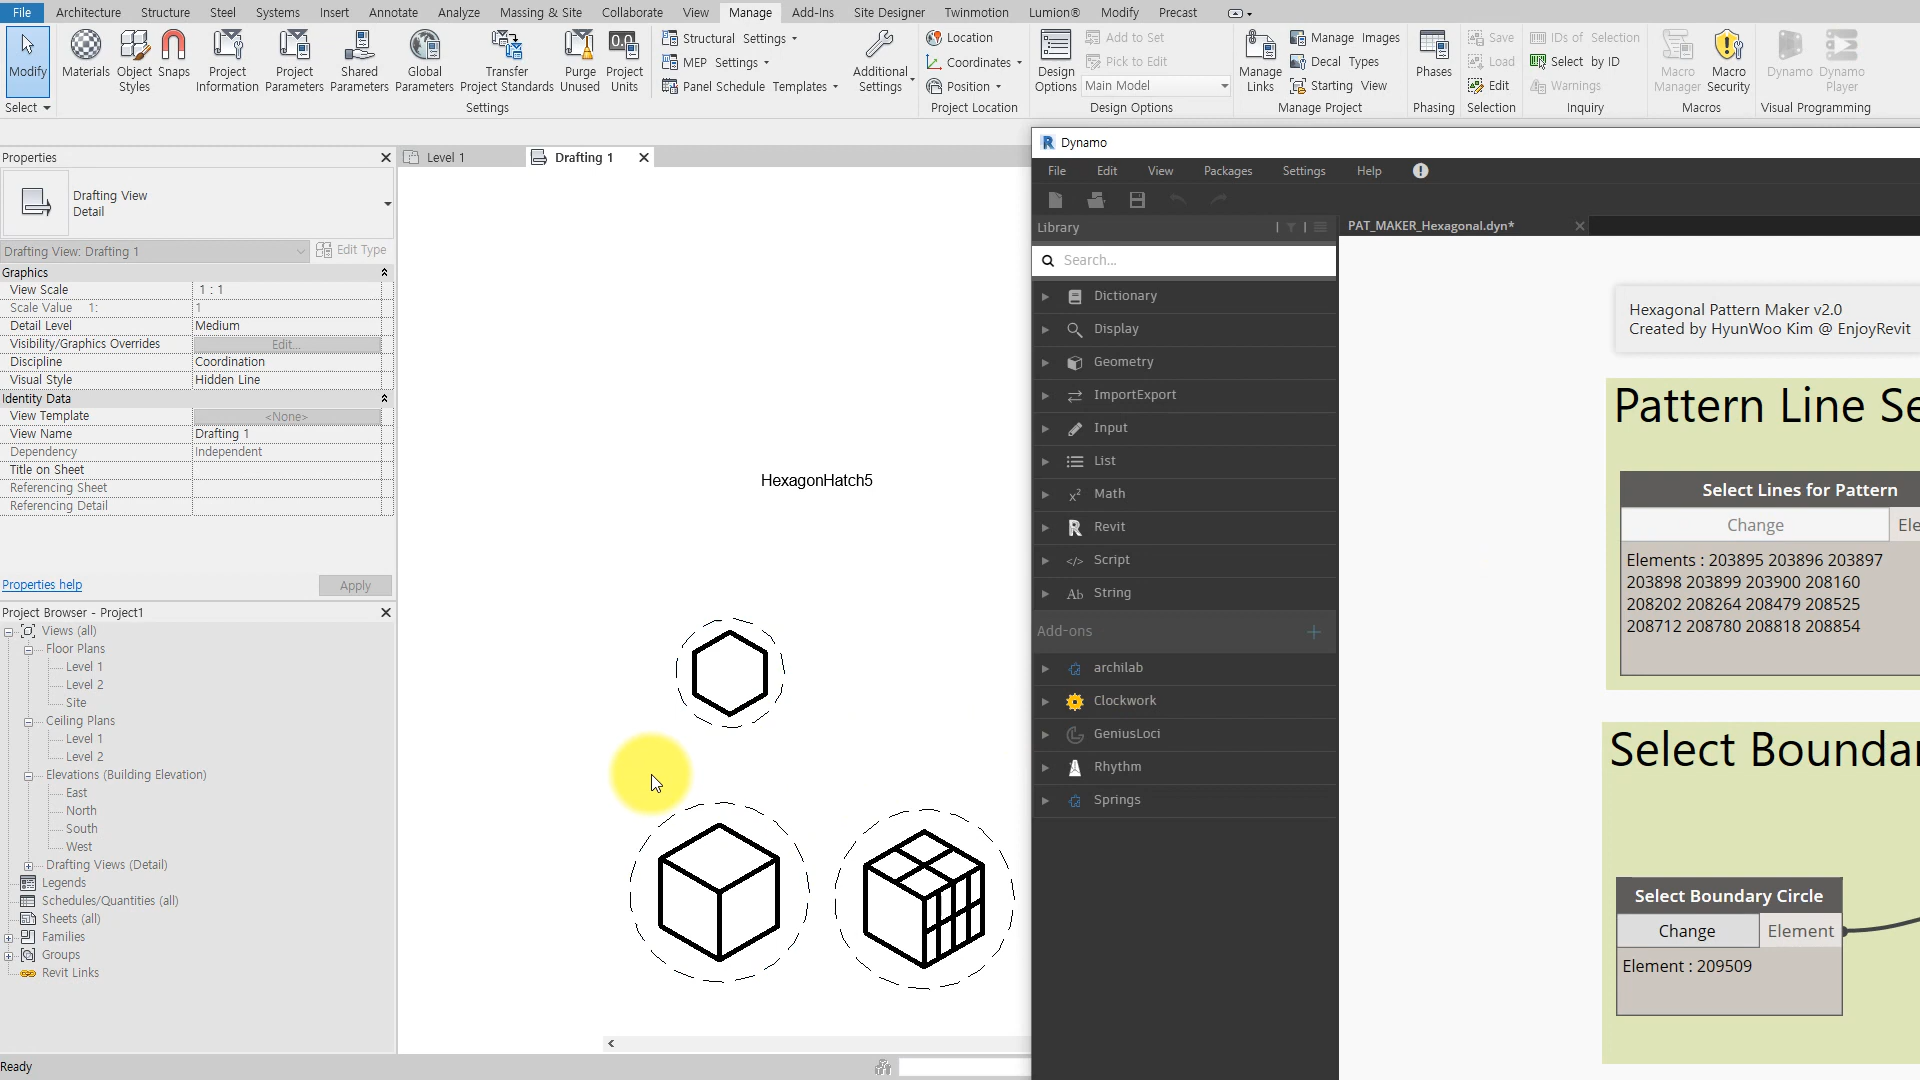 File Architecture Structure Steel Systems Insert Annotate Analyze Massing & Site Collaborate View Manage Add-Ins Site Designer Twinmotion Lumion® Modify Precast
Modify
Materials
Object Styles
Snaps
Project Information
Project Parameters
Shared Parameters
Global Parameters
Transfer Project Standards
Purge Unused
Project Units
Structural Settings
MEP Settings
Panel Schedule Templates
Additional Settings
Location
Coordinates
Position
Design Options
Add to Set
Pick to Edit
Main Model
Manage Links
Manage Images
Decal Types
Starting View
Phases
Save
Load
Edit
IDs of Selection
Select by ID
Warnings
Macro Manager
Macro Security
Dynamo
Dynamo Player
Select Settings Project Location Design Options Manage Project Phasing Selection Inquiry Macros Visual Programming
Properties
Drafting View
Detail
Drafting View: Drafting 1 Edit Type
Graphics
View Scale 1 : 1
Scale Value 1: 1
Detail Level Medium
Visibility/Graphics Overrides Edit...
Discipline Coordination
Visual Style Hidden Line
Identity Data
View Template <None>
View Name Drafting 1
Dependency Independent
Title on Sheet
Referencing Sheet
Referencing Detail
Properties help Apply
Project Browser - Project1
Views (all)
Floor Plans
Level 1
Level 2
Site
Ceiling Plans
Level 1
Level 2
Elevations (Building Elevation)
East
North
South
West
Drafting Views (Detail)
Legends
Schedules/Quantities (all)
Sheets (all)
Families
Groups
Revit Links
Ready
Level 1 Drafting 1
HexagonHatch5
Dynamo
File Edit View Packages Settings Help
Library
PAT_MAKER_Hexagonal.dyn*
Search...
Dictionary
Display
Geometry
ImportExport
Input
List
Math
Revit
Script
String
Add-ons
archilab
Clockwork
GeniusLoci
Rhythm
Springs
Hexagonal Pattern Maker v2.0
Created by HyunWoo Kim @ EnjoyRevit
Pattern Line Se
Select Lines for Pattern
Change Ele
Elements : 203895 203896 203897
203898 203899 203900 208160
208202 208264 208479 208525
208712 208780 208818 208854
Select Boundar
Select Boundary Circle
Change Element
Element : 209509